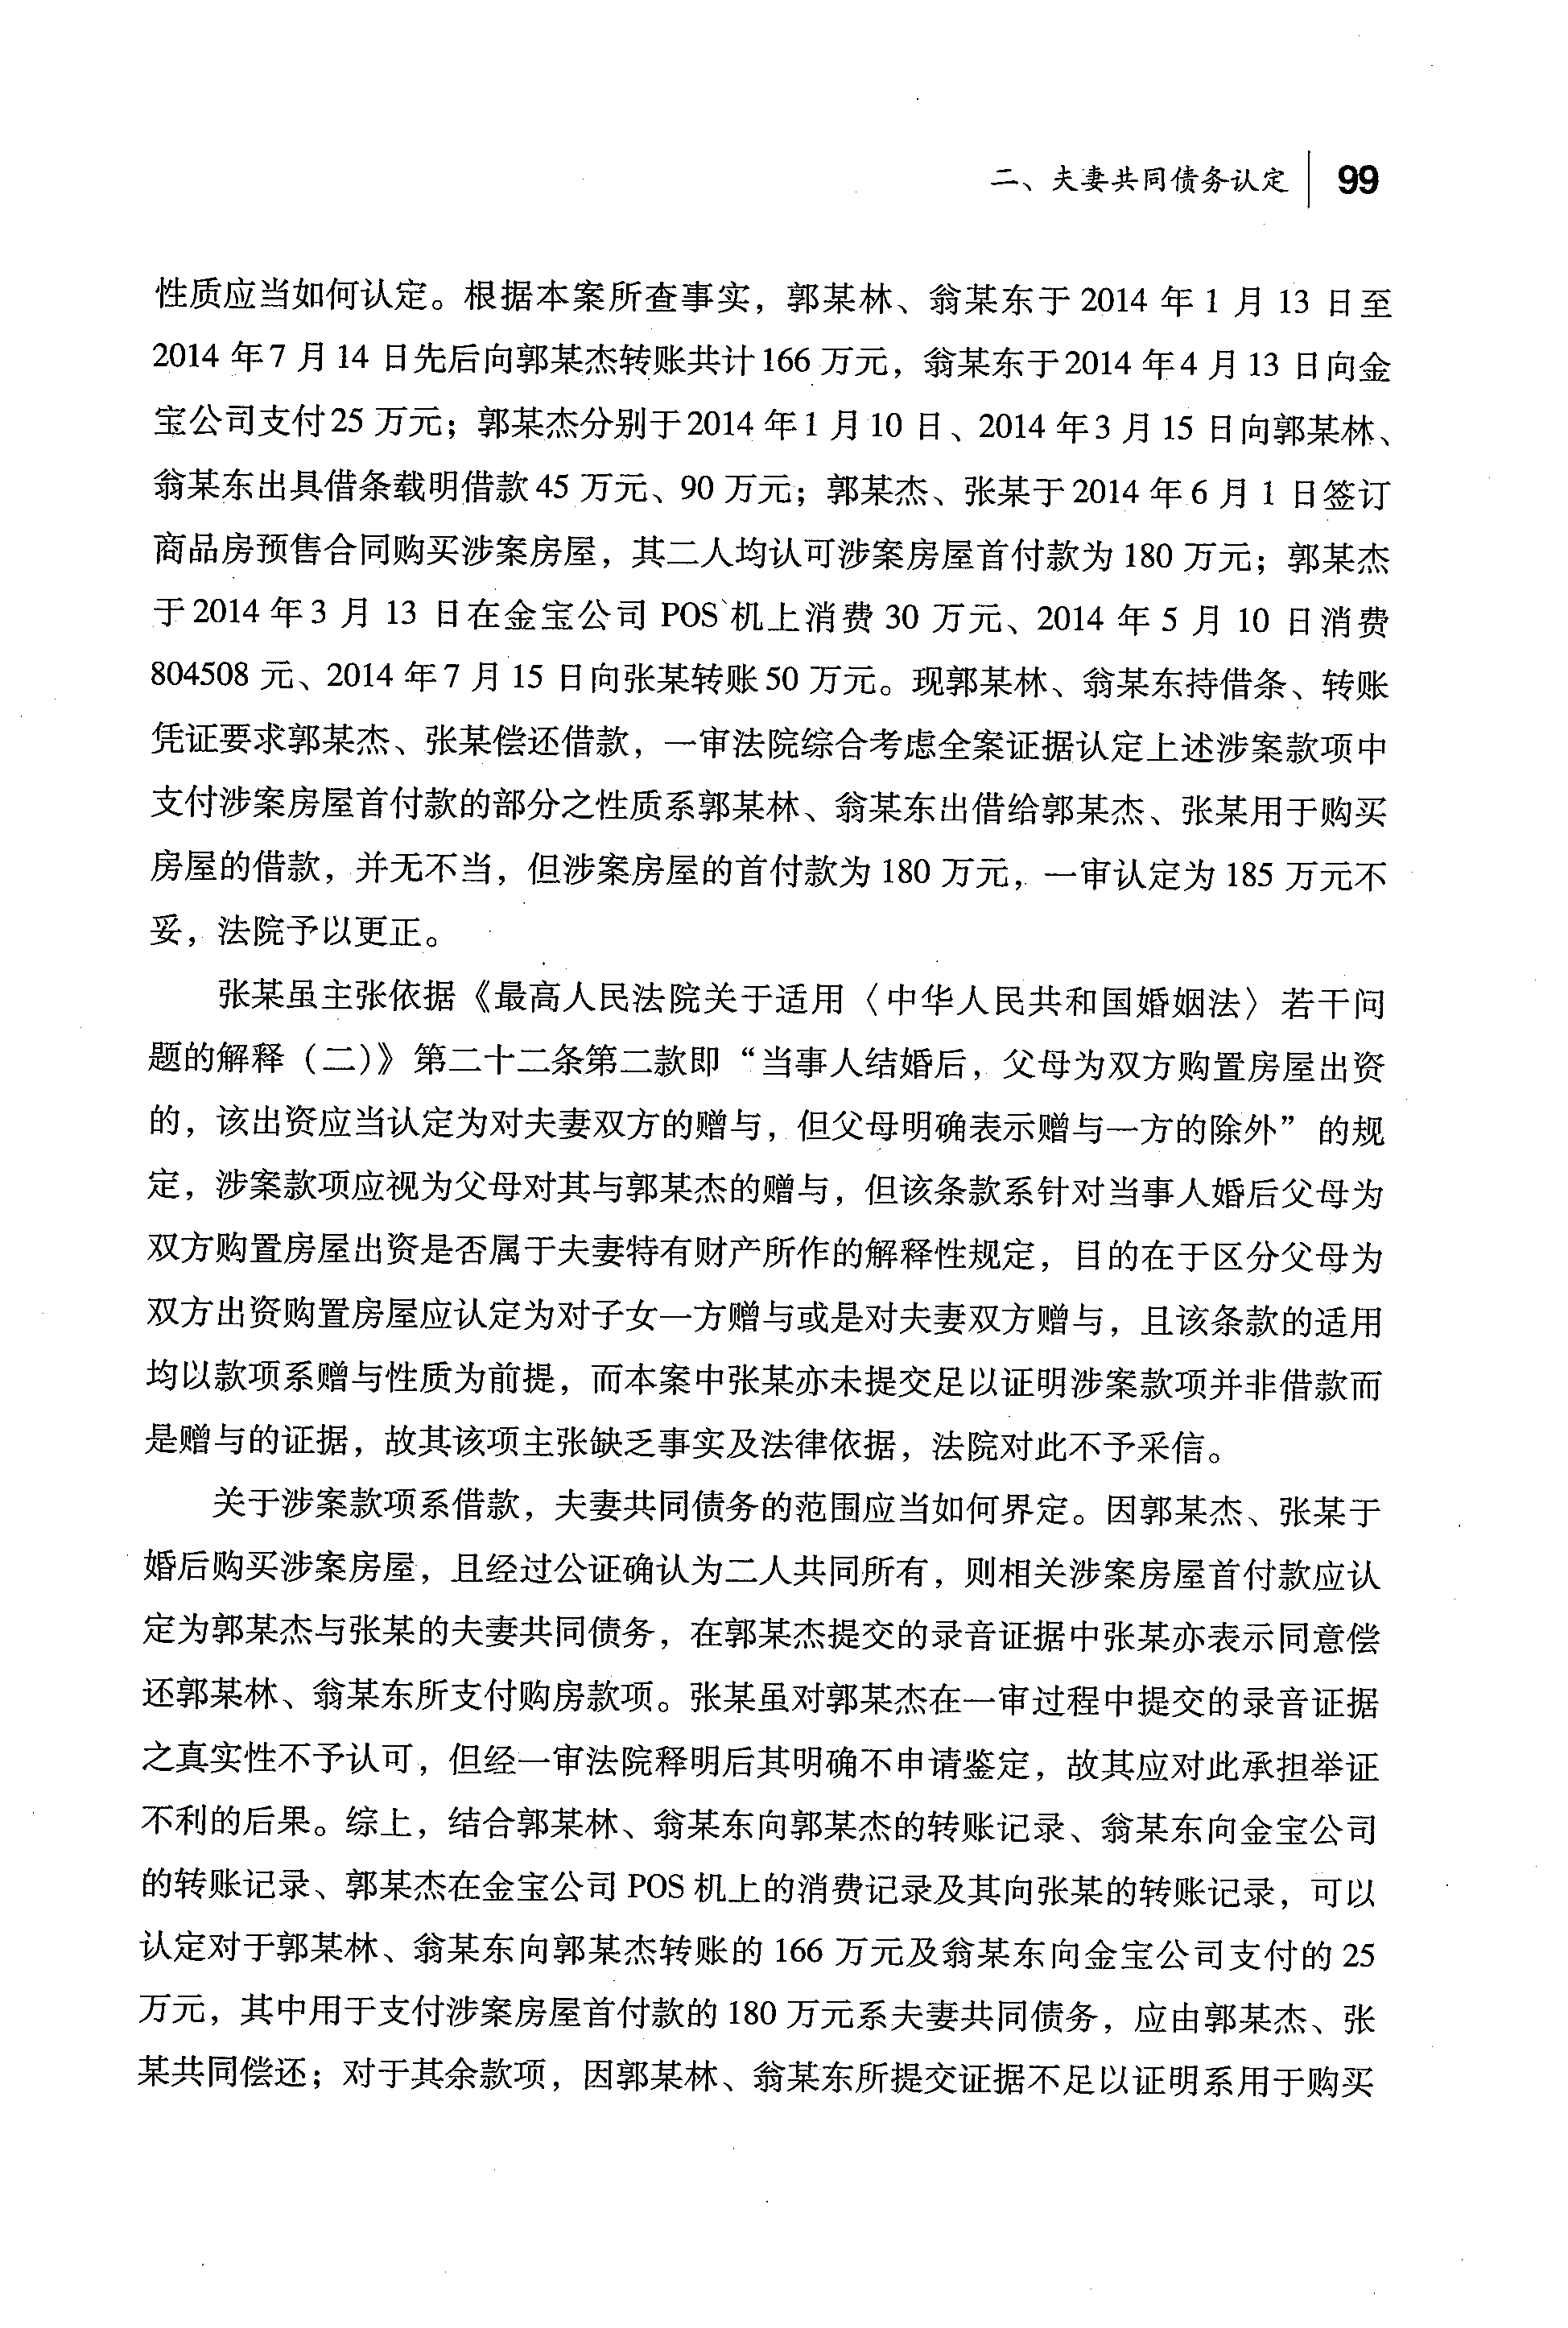 二、夫妻共同债务认定 99
性质应当如何认定。根据本案所查事实，郭某林、翁某东于2014年1月13日至
2014年7月14日先后向郭某杰转账共计166万元，翁某东于2014年4月13日向金
宝公司支付25万元；郭某杰分别于2014年1月10日、2014年3月15日向郭某林、
翁某东出具借条载明借款45万元、90万元；郭某杰、张某于2014年6月1日签订
商品房预售合同购买涉案房屋，其二人均认可涉案房屋首付款为180万元；郭某杰
于2014年3月13日在金宝公司POS机上消费30万元、2014年5月10日消费
804508元、2014年7月15日向张某转账50万元。现郭某林、翁某东持借条、转账
凭证要求郭某杰、张某偿还借款，一审法院综合考虑全案证据认定上述涉案款项中
支付涉案房屋首付款的部分之性质系郭某林、翁某东出借给郭某杰、张某用于购买
房屋的借款，并无不当，但涉案房屋的首付款为180万元，一审认定为185万元不
妥，法院予以更正。
张某虽主张依据《最高人民法院关于适用〈中华人民共和国婚姻法〉若干问
题的解释（二）》第二十二条第二款即“当事人结婚后，父母为双方购置房屋出资
的，该出资应当认定为对夫妻双方的赠与，但父母明确表示赠与一方的除外”的规
定，涉案款项应视为父母对其与郭某杰的赠与，但该条款系针对当事人婚后父母为
双方购置房屋出资是否属于夫妻特有财产所作的解释性规定，目的在于区分父母为
双方出资购置房屋应认定为对子女一方赠与或是对夫妻双方赠与，且该条款的适用
均以款项系赠与性质为前提，而本案中张某亦未提交足以证明涉案款项并非借款而
是赠与的证据，故其该项主张缺乏事实及法律依据，法院对此不予采信。
关于涉案款项系借款，夫妻共同债务的范围应当如何界定。因郭某杰、张某于
婚后购买涉案房屋，且经过公证确认为二人共同所有，则相关涉案房屋首付款应认
定为郭某杰与张某的夫妻共同债务，在郭某杰提交的录音证据中张某亦表示同意偿
还郭某林、翁某东所支付购房款项。张某虽对郭某杰在一审过程中提交的录音证据
之真实性不予认可，但经一审法院释明后其明确不申请鉴定，故其应对此承担举证
不利的后果。综上，结合郭某林、翁某东向郭某杰的转账记录、翁某东向金宝公司
的转账记录、郭某杰在金宝公司POS机上的消费记录及其向张某的转账记录，可以
认定对于郭某林、翁某东向郭某杰转账的166万元及翁某东向金宝公司支付的25
万元，其中用于支付涉案房屋首付款的180万元系夫妻共同债务，应由郭某杰、张
某共同偿还；对于其余款项，因郭某林、翁某东所提交证据不足以证明系用于购买